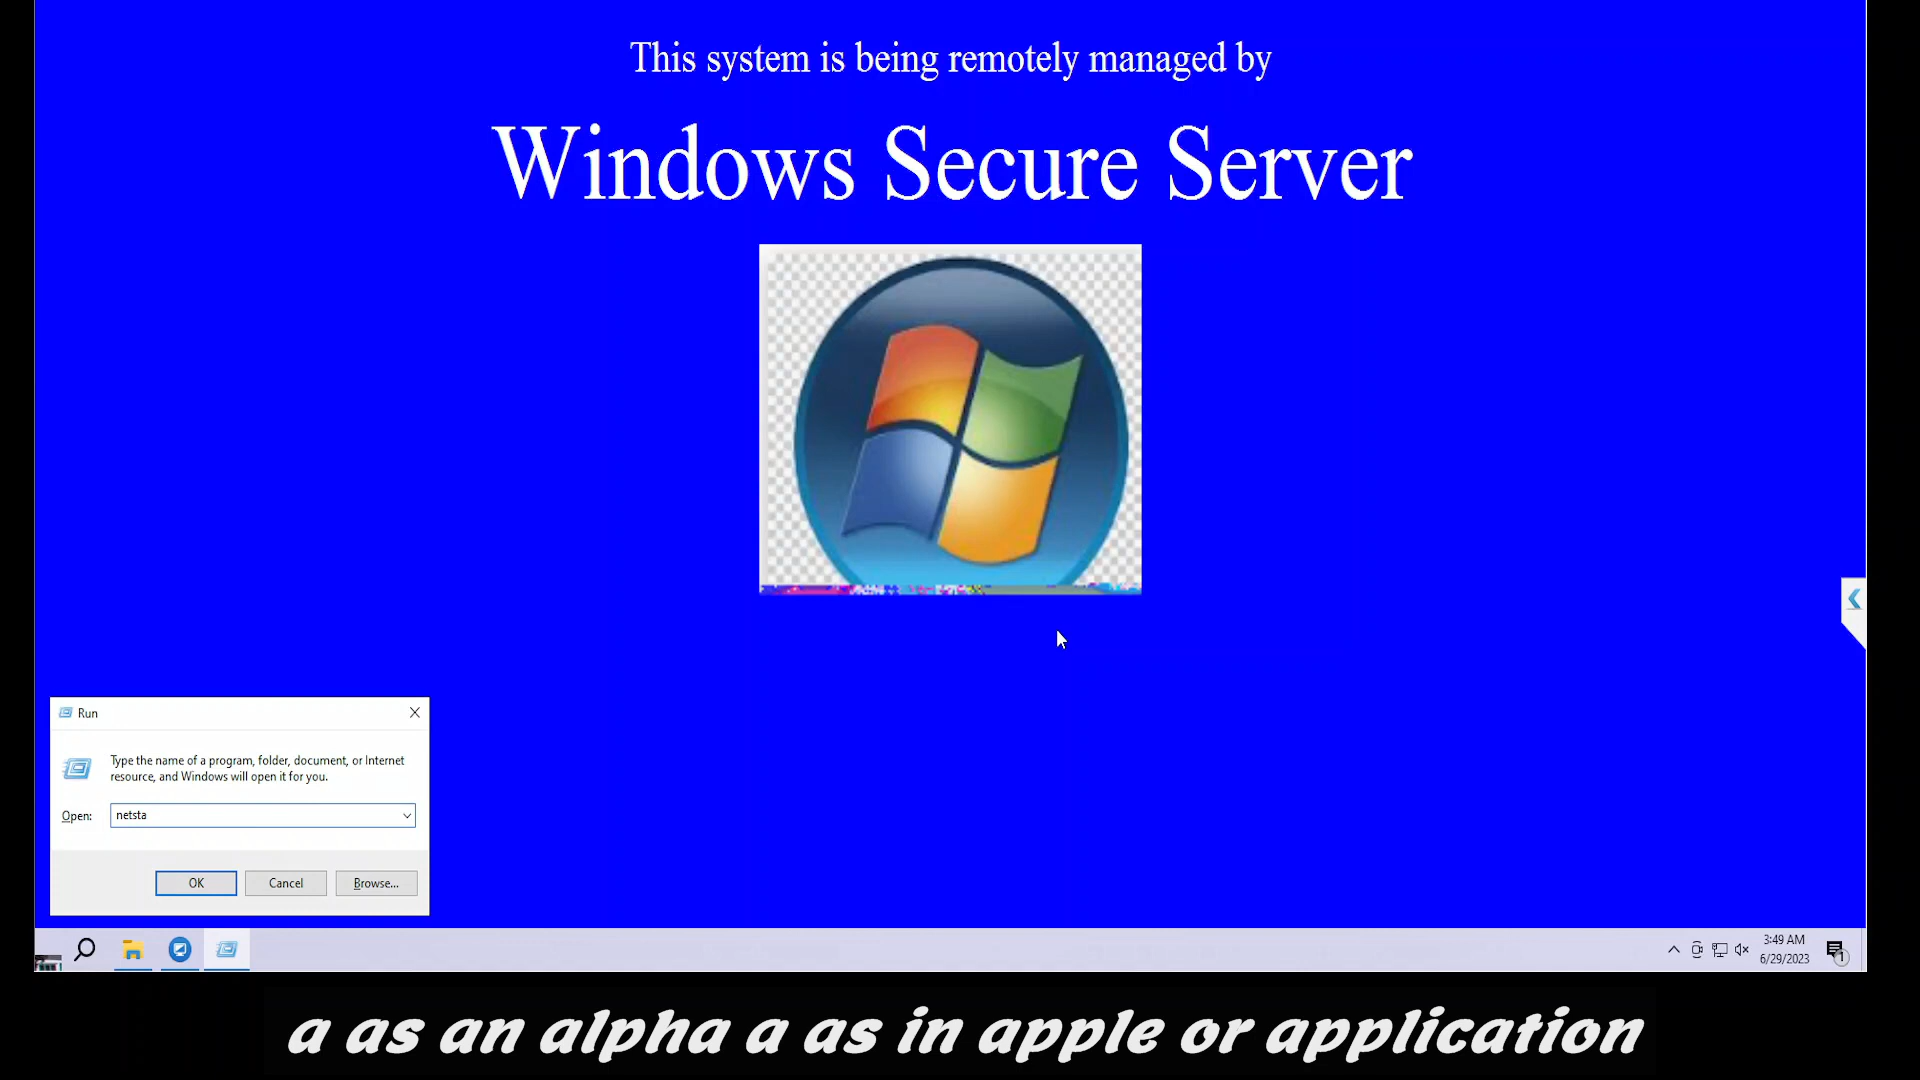 This system is being remotely managed by
Windows Secure Server
Run
Type the name of a program, folder, document, or Internet
resource, and Windows will open it for you.
Open:
netsta
OK
Cancel
Browse...
3:49 AM
6/29/2023
1
a as an alpha a as in apple or application